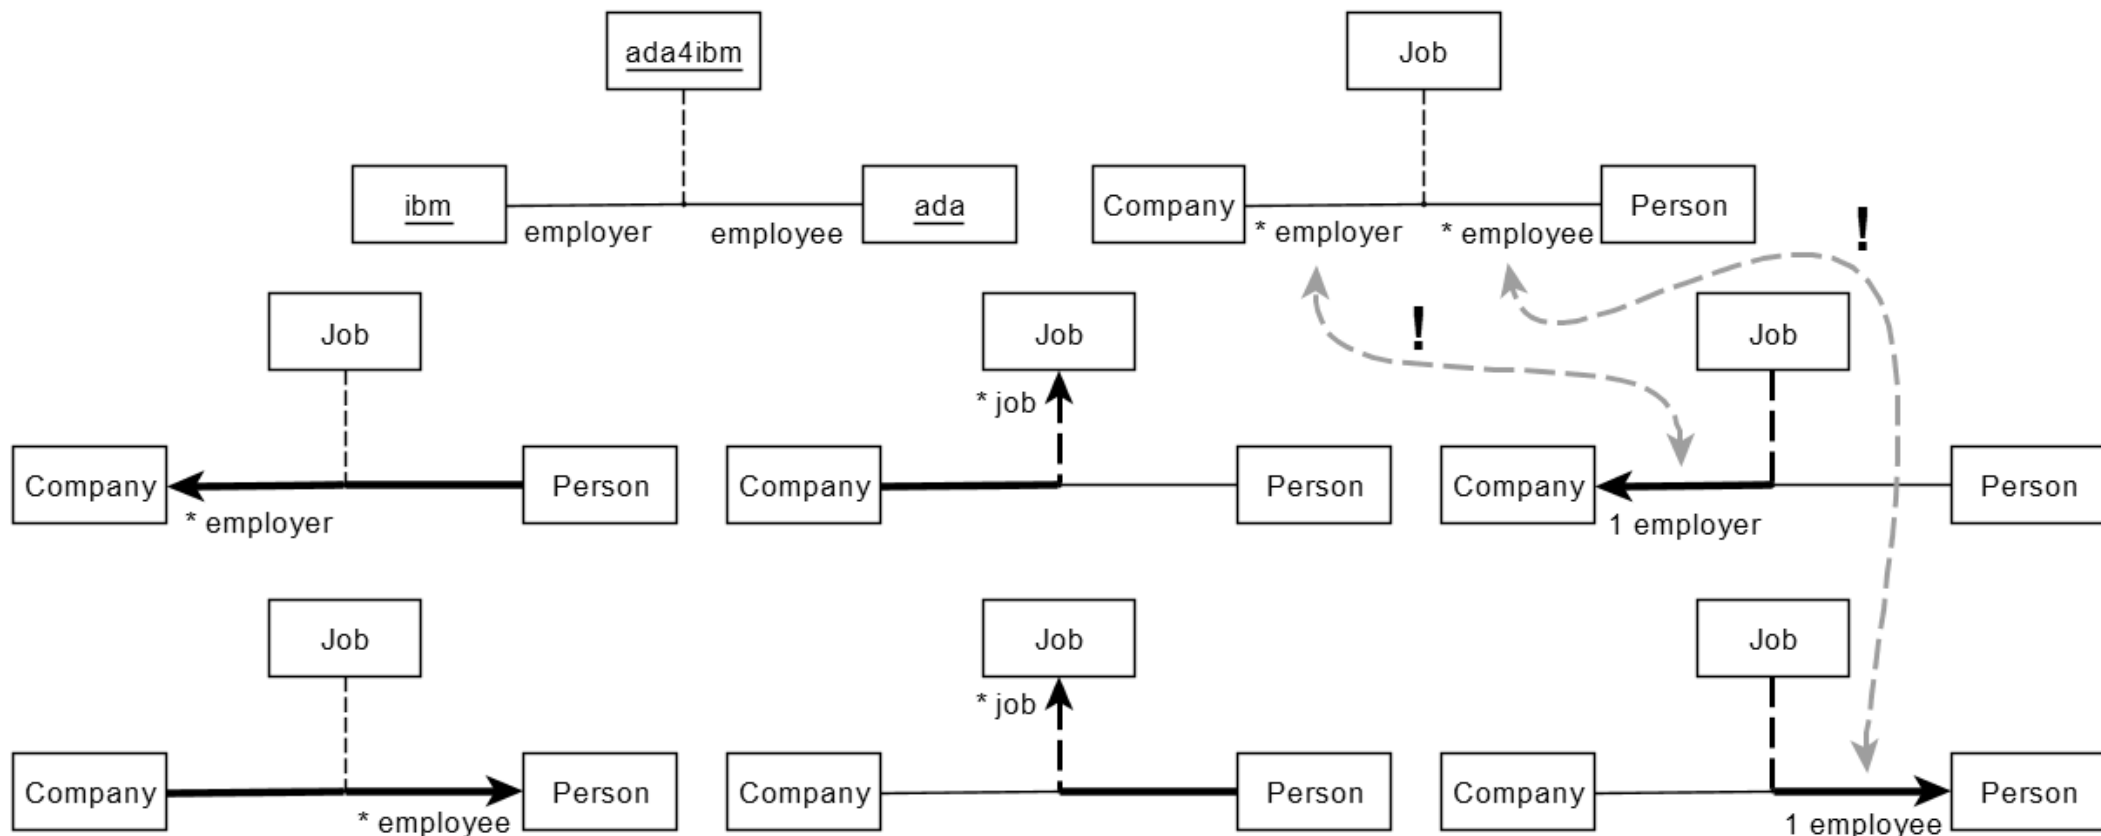 ada4ibm
Job
ibm
ada
Company
Person
employer
employee
* employer
* employee
!
Job
Job
!
Job
* job
Company
Person
Company
Person
Company
Person
* employer
1 employer
Job
Job
Job
* job
Company
Person
Company
Person
Company
Person
* employee
1 employee